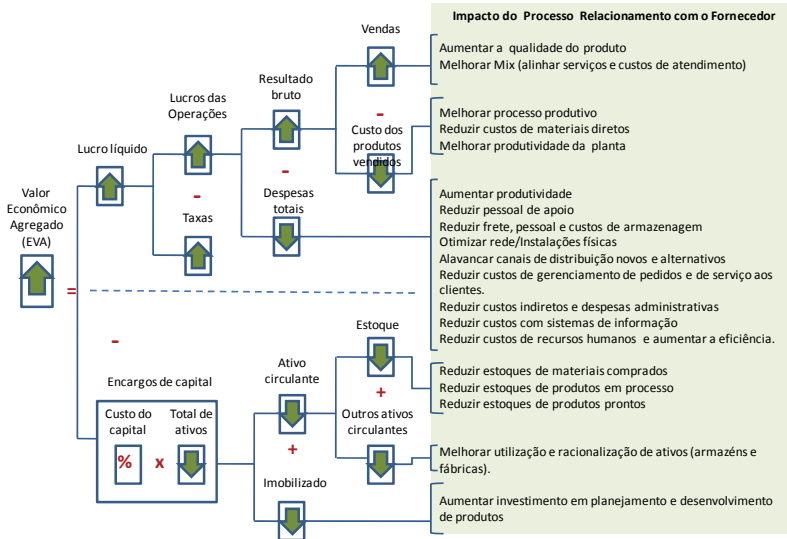 Impacto do Processo Relacionamento com o Fornecedor
Vendas
Aumentar a qualidade do produto
Melhorar Mix (alinhar serviços e custos de atendimento)
Resultado
bruto
Lucros das
Operações
-
Custo dos
produtos
vendidos
Melhorar processo produtivo
Reduzir custos de materiais diretos
Melhorar produtividade da planta
Lucro líquido
-
-
Despesas
totais
Taxas
Valor
Econômico
Agregado
(EVA)
=
Aumentar produtividade
Reduzir pessoal de apoio
Reduzir frete, pessoal e custos de armazenagem
Otimizar rede/Instalações físicas
Alavancar canais de distribuição novos e alternativos
Reduzir custos de gerenciamento de pedidos e de serviço aos
clientes.
Reduzir custos indiretos e despesas administrativas
Reduzir custos com sistemas de informação
Reduzir custos de recursos humanos e aumentar a eficiência.
-
Estoque
Ativo
circulante
+
Reduzir estoques de materiais comprados
Reduzir estoques de produtos em processo
Reduzir estoques de produtos prontos
Encargos de capital
Custo do
capital
Total de
ativos
%
x
+
Outros ativos
circulantes
Melhorar utilização e racionalização de ativos (armazéns e
fábricas).
Imobilizado
Aumentar investimento em planejamento e desenvolvimento
de produtos